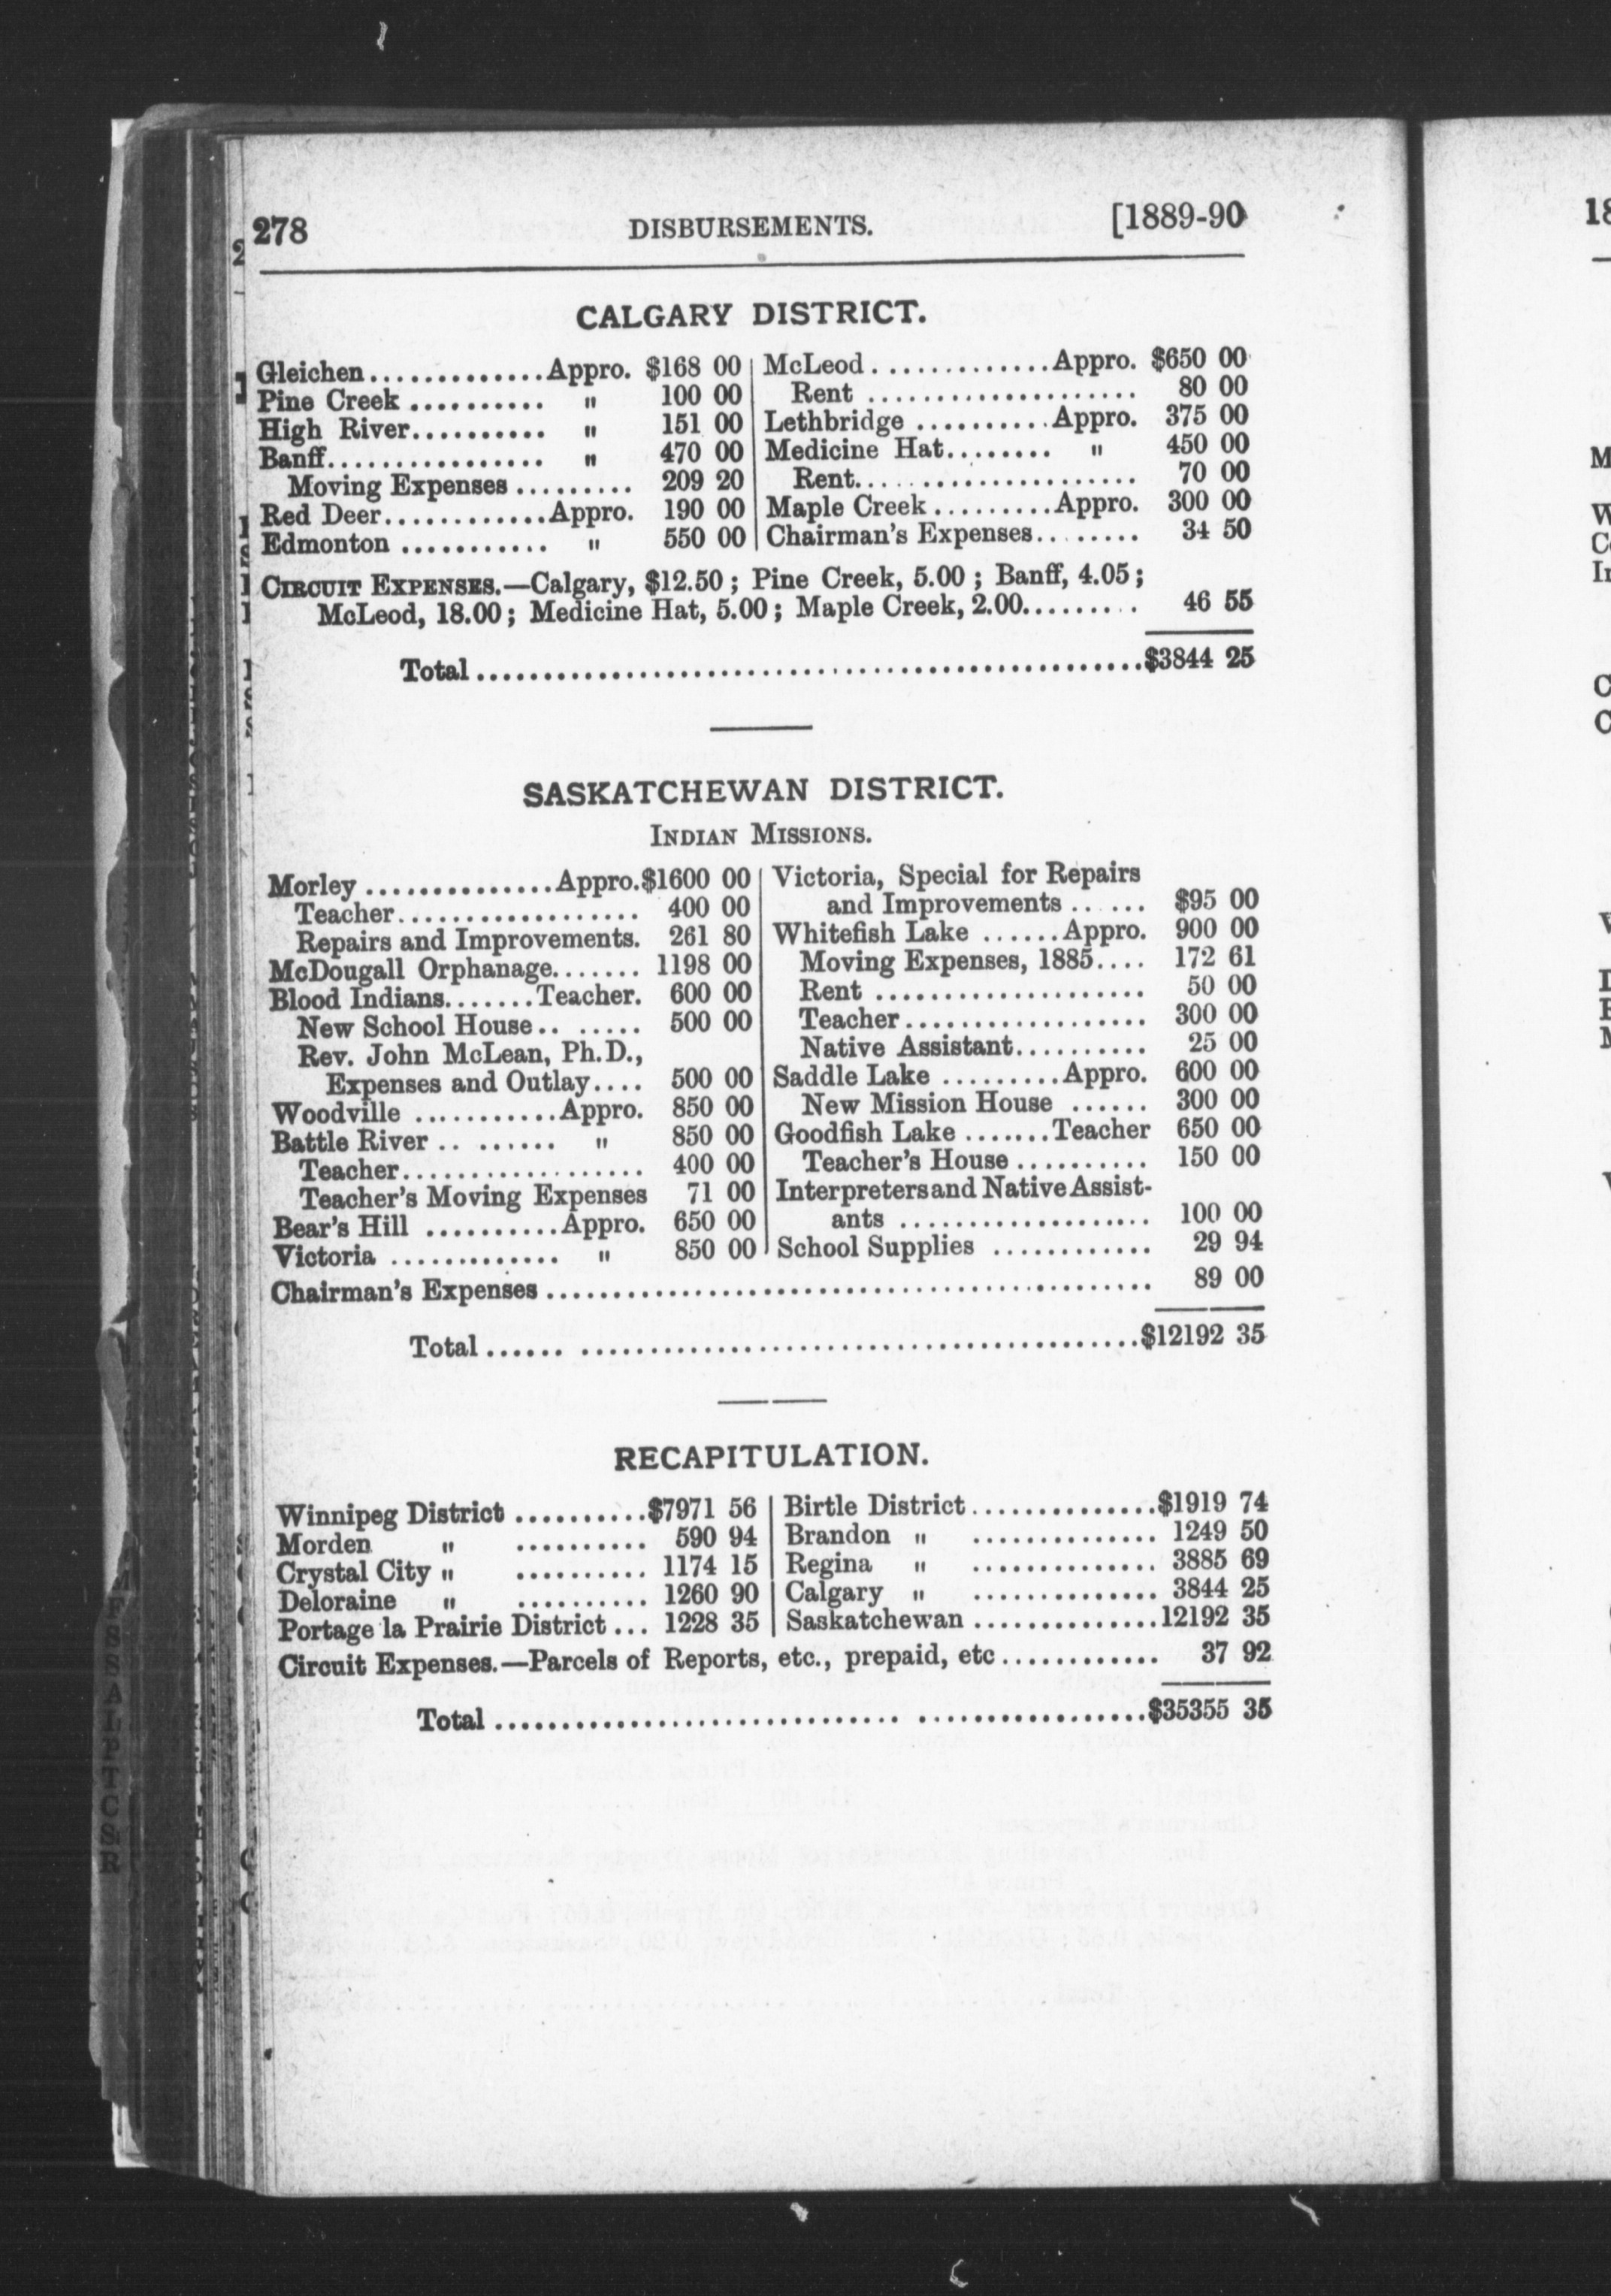 278 DISBURSEMENTS. [1889-90
CALGARY DISTRICT.
Gleichen.............Appro. $168 00
Pine Creek .......... " 100 00
High River.......... " 151 00
Banff................ " 470 00
Moving Expenses ......... 209 20
Red Deer............Appro. 190 00
Edmonton ........... " 550 00
McLeod.............Appro. $650 00
Rent .................... 80 00
Lethbridge ..........Appro. 375 00
Medicine Hat........ " 450 00
Rent..................... 70 00
Maple Creek.........Appro. 300 00
Chairman's Expenses........ 34 50
CIRCUIT EXPENSES.—Calgary, $12.50; Pine Creek, 5.00; Banff, 4.05;
McLeod, 18.00; Medicine Hat, 5.00; Maple Creek, 2.00......... 46 55
Total..................................................$3844 25
SASKATCHEWAN DISTRICT.
INDIAN MISSIONS.
Morley ..............Appro.$1600 00
Teacher.................. 400 00
Repairs and Improvements. 261 80
McDougall Orphanage....... 1198 00
Blood Indians.......Teacher. 600 00
New School House.. ...... 500 00
Rev. John McLean, Ph.D.,
Expenses and Outlay.... 500 00
Woodville ...........Appro. 850 00
Battle River .. ...... " 850 00
Teacher.................. 400 00
Teacher's Moving Expenses 71 00
Bear's Hill ..........Appro. 650 00
Victoria ............. " 850 00
Victoria, Special for Repairs
and Improvements ...... $95 00
Whitefish Lake ......Appro. 900 00
Moving Expenses, 1885.... 172 61
Rent .................... 50 00
Teacher.................. 300 00
Native Assistant.......... 25 00
Saddle Lake .........Appro. 600 00
New Mission House ...... 300 00
Goodfish Lake .......Teacher 650 00
Teacher's House .......... 150 00
Interpreters and Native Assist-
ants ................... 100 00
School Supplies ............ 29 94
Chairman's Expenses.............................................. 89 00
Total...... ..........................................$12192 35
RECAPITULATION.
Winnipeg District ..........$7971 56
Morden " .......... 590 94
Crystal City " .......... 1174 15
Deloraine " .......... 1260 90
Portage la Prairie District... 1228 35
Birtle District..............$1919 74
Brandon " .............. 1249 50
Regina " .............. 3885 69
Calgary " .............. 3844 25
Saskatchewan ..............12192 35
Circuit Expenses.—Parcels of Reports, etc., prepaid, etc............ 37 92
Total.............................. .................$35355 35